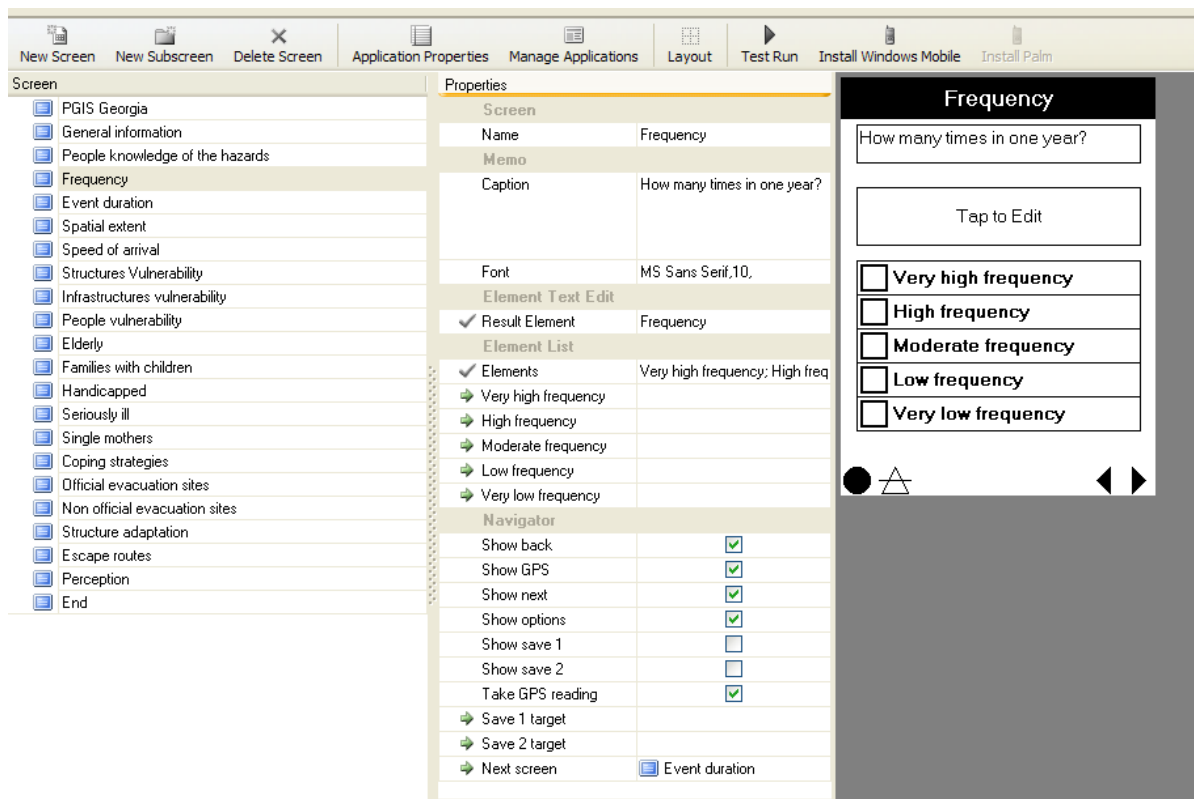 New Screen New Subscreen Delete Screen Application Properties Manage Applications Layout Test Run Install Windows Mobile Install Palm
Screen
PGIS Georgia
General information
People knowledge of the hazards
Frequency
Event duration
Spatial extent
Speed of arrival
Structures Vulnerability
Infrastructures vulnerability
People vulnerability
Elderly
Families with children
Handicapped
Seriously ill
Single mothers
Coping strategies
Official evacuation sites
Non official evacuation sites
Structure adaptation
Escape routes
Perception
End
Properties
Screen
Name Frequency
Memo
Caption How many times in one year?
Font MS Sans Serif,10,
Element Text Edit
Result Element Frequency
Element List
Elements Very high frequency; High freq
Very high frequency
High frequency
Moderate frequency
Low frequency
Very low frequency
Navigator
Show back
Show GPS
Show next
Show options
Show save 1
Show save 2
Take GPS reading
Save 1 target
Save 2 target
Next screen Event duration
Frequency
How many times in one year?
Tap to Edit
Very high frequency
High frequency
Moderate frequency
Low frequency
Very low frequency